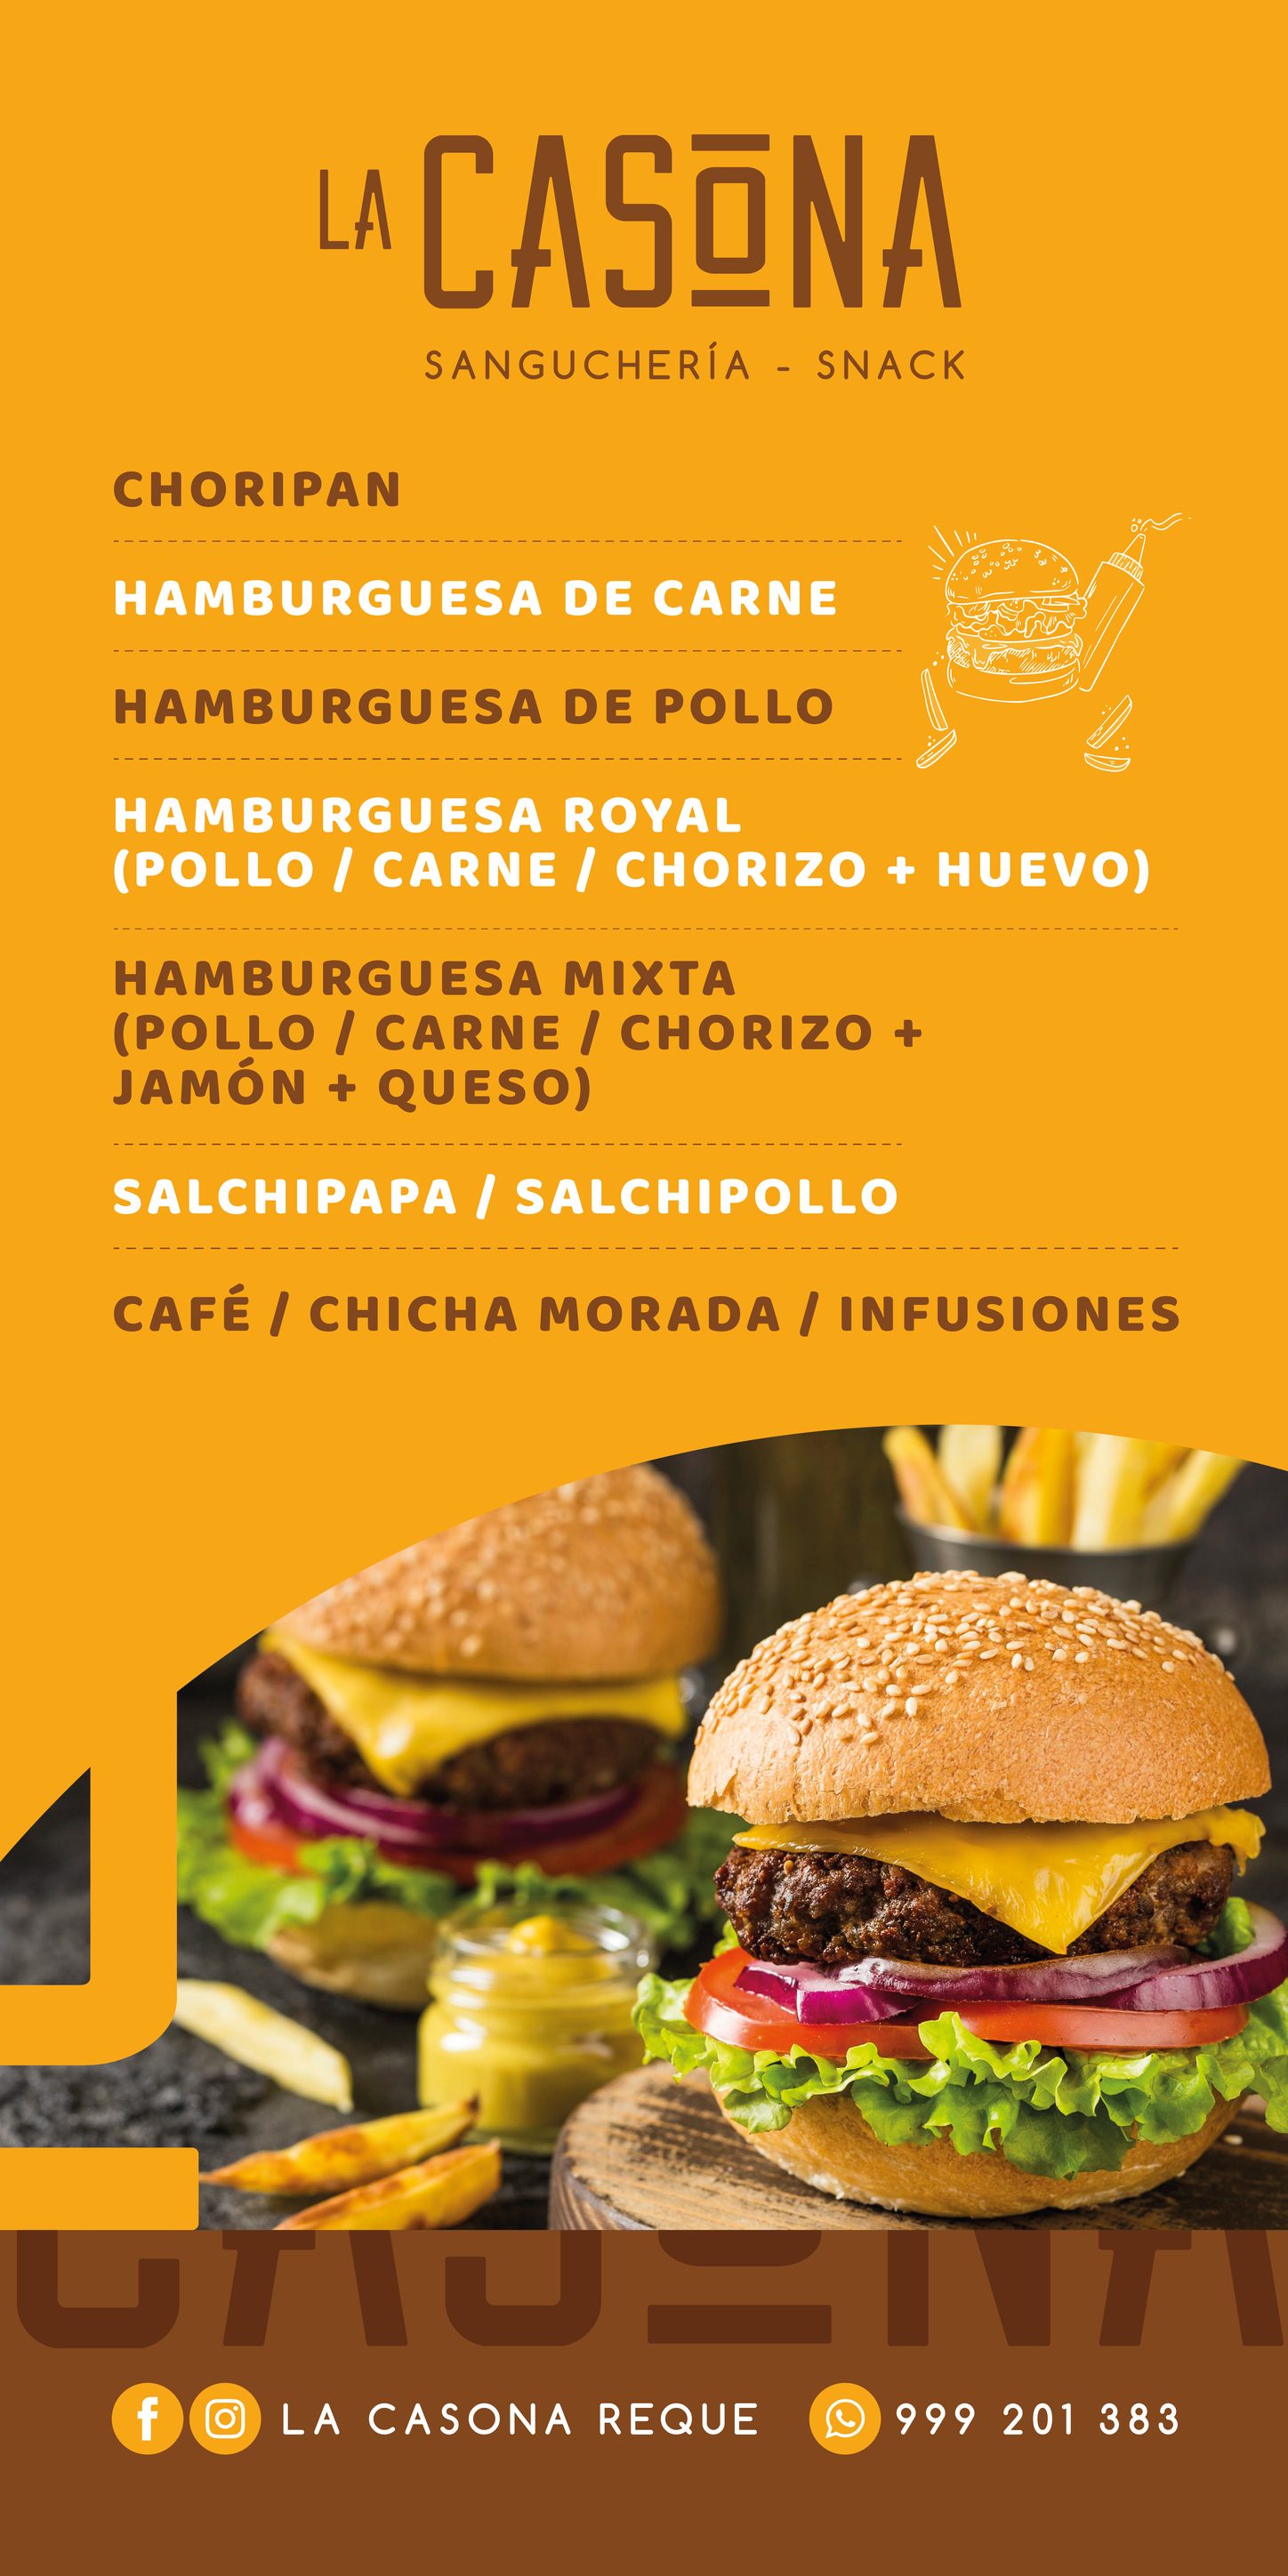 LA CASONA
SANGUCHERÍA - SNACK
CHORIPAN
HAMBURGUESA DE CARNE
HAMBURGUESA DE POLLO
HAMBURGUESA ROYAL
(POLLO / CARNE / CHORIZO + HUEVO)
HAMBURGUESA MIXTA
(POLLO / CARNE / CHORIZO +
JAMÓN + QUESO)
SALCHIPAPA / SALCHIPOLLO
CAFÉ / CHICHA MORADA / INFUSIONES
CASONA
LA CASONA REQUE 999 201 383